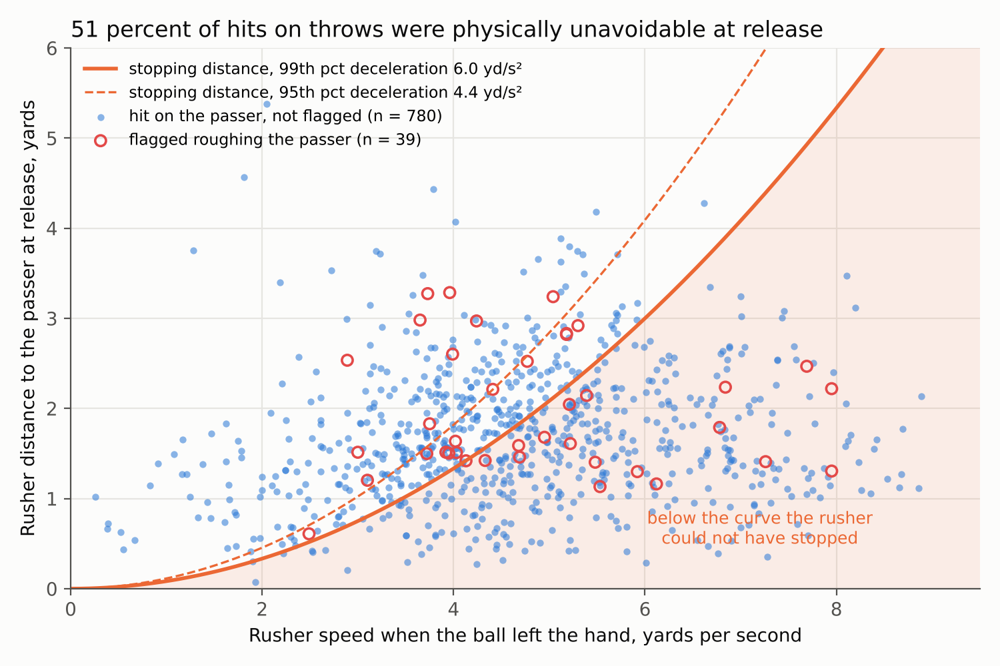 51 percent of hits on throws were physically unavoidable at release
Rusher distance to the passer at release, yards
6
5
4
3
2
1
0
stopping distance, 99th pct deceleration 6.0 yd/s²
stopping distance, 95th pct deceleration 4.4 yd/s²
hit on the passer, not flagged (n = 780)
flagged roughing the passer (n = 39)
below the curve the rusher
could not have stopped
0 2 4 6 8
Rusher speed when the ball left the hand, yards per second